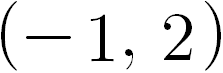 (− 1, 2)